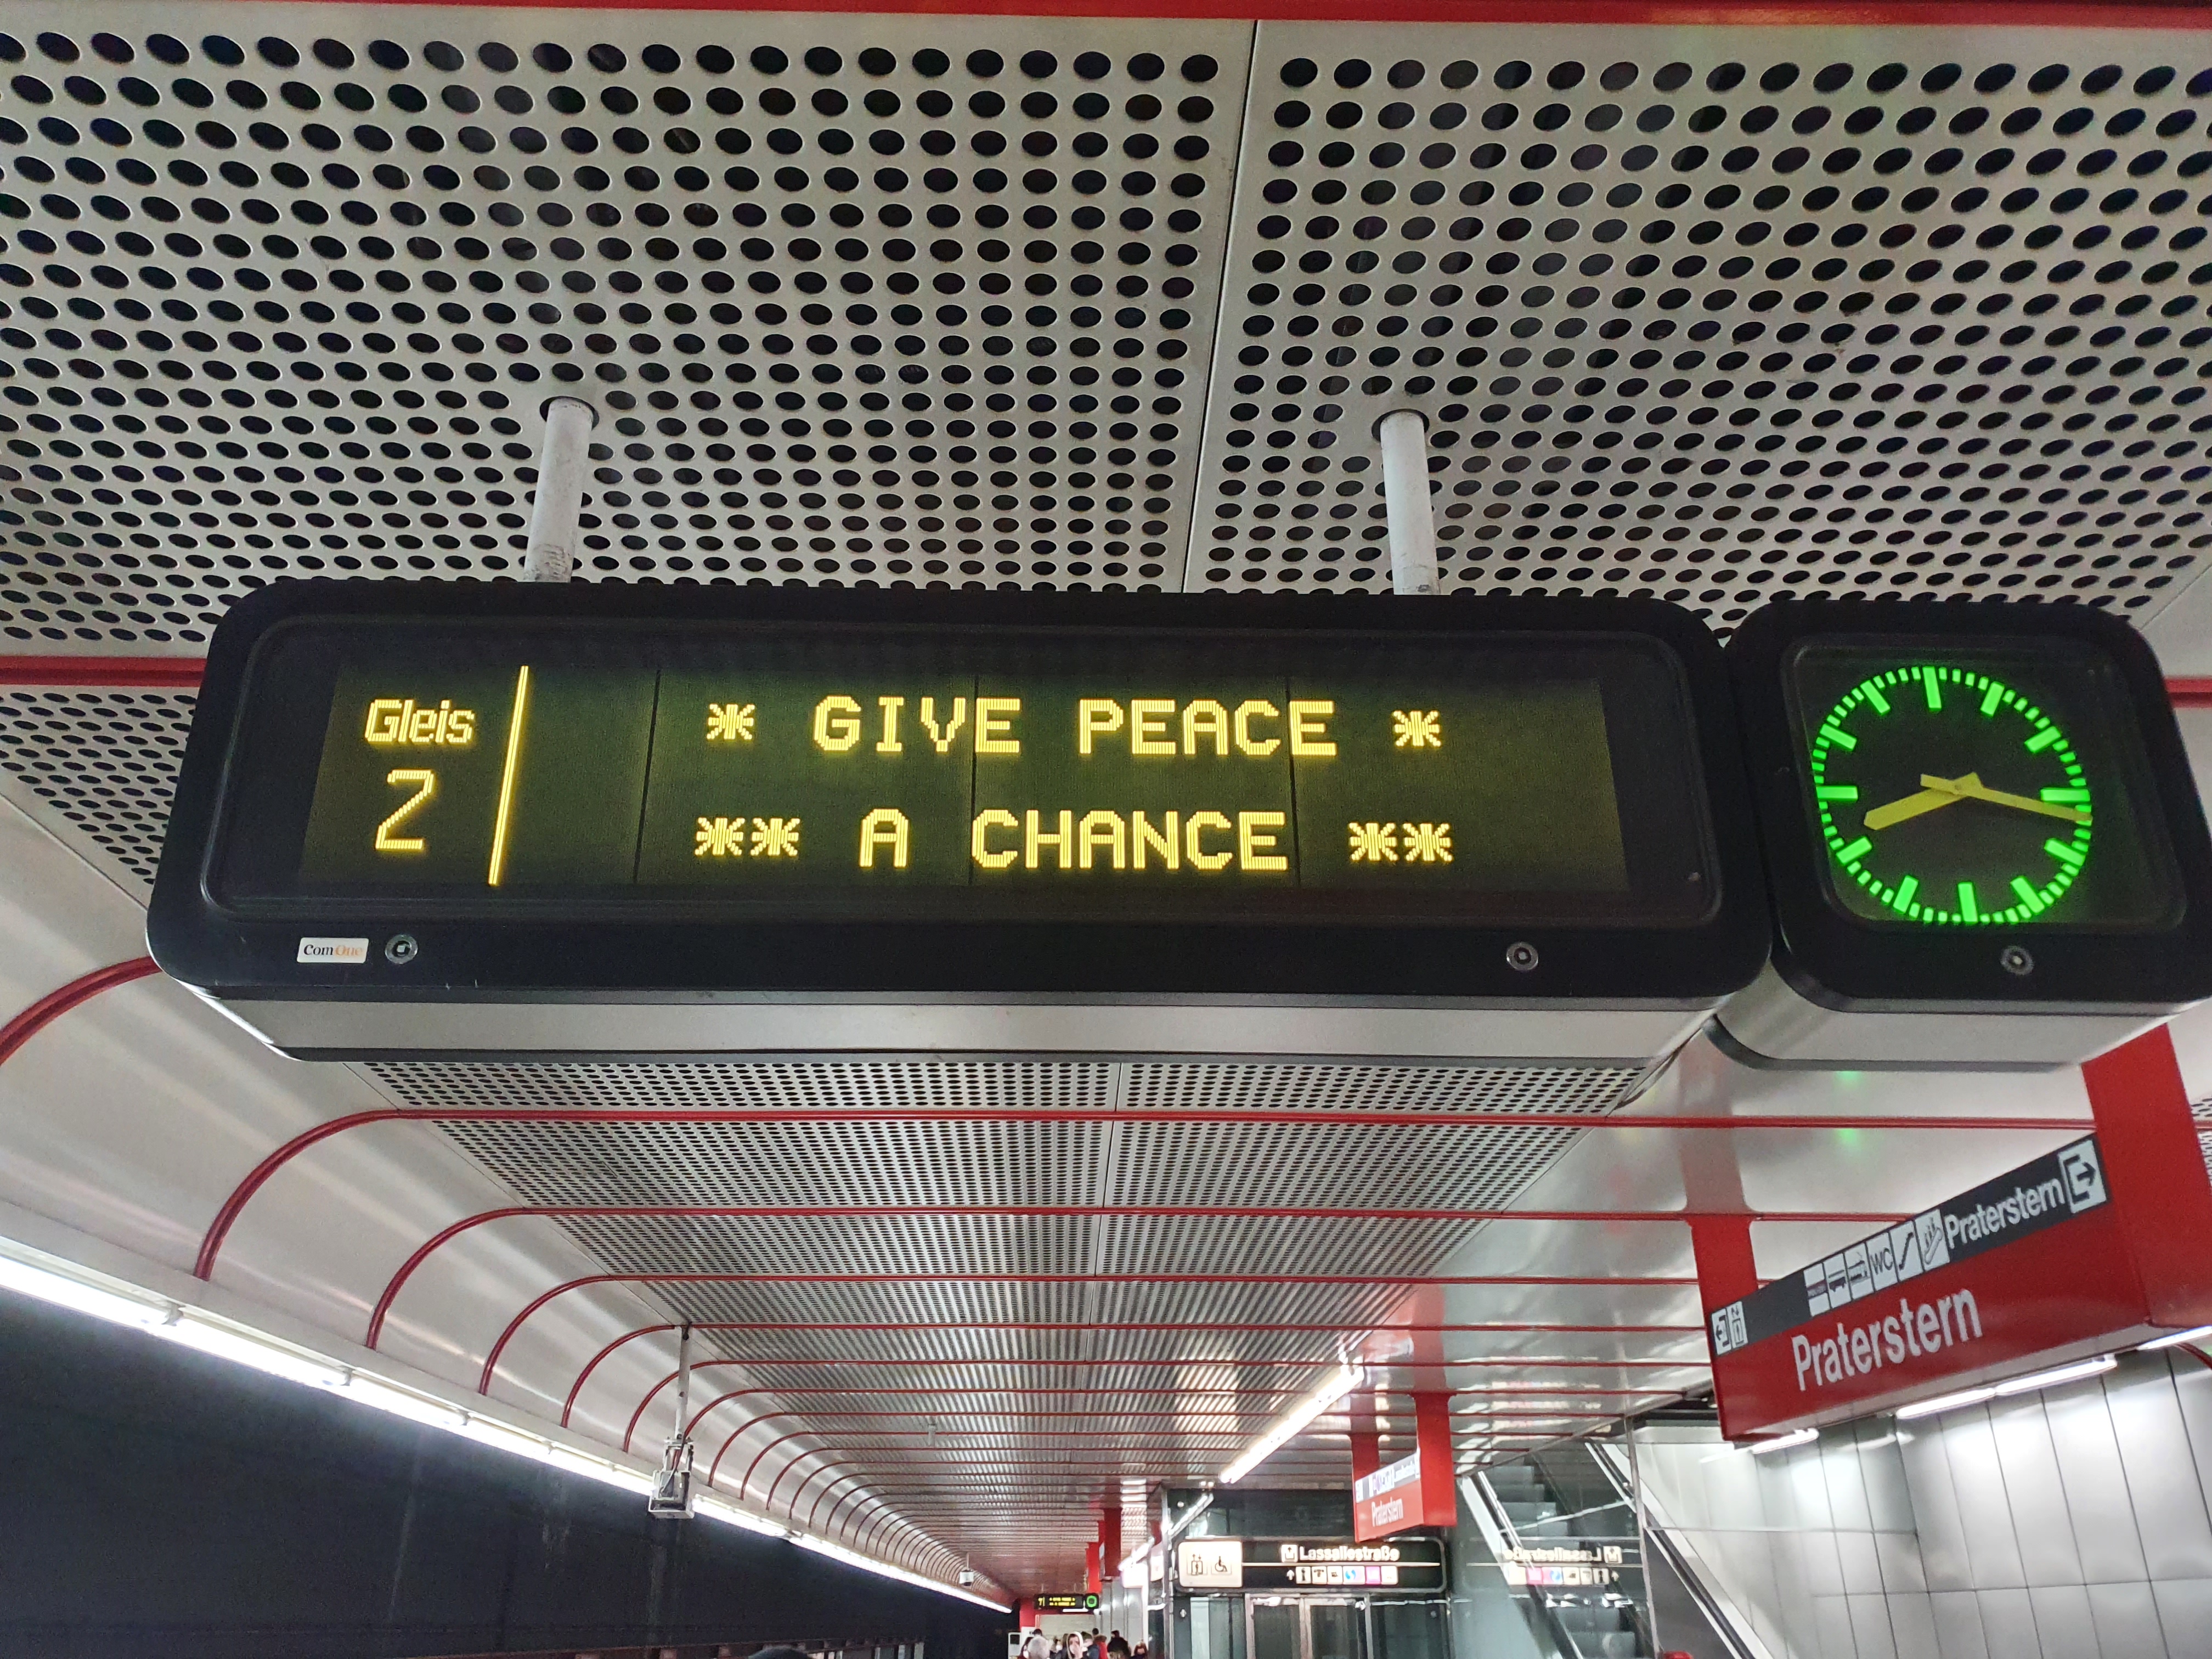 Gleis
2
* GIVE PEACE *
** A CHANCE **
ComOne
WC Praterstern
Praterstern
Praterstern
Lassallestraße